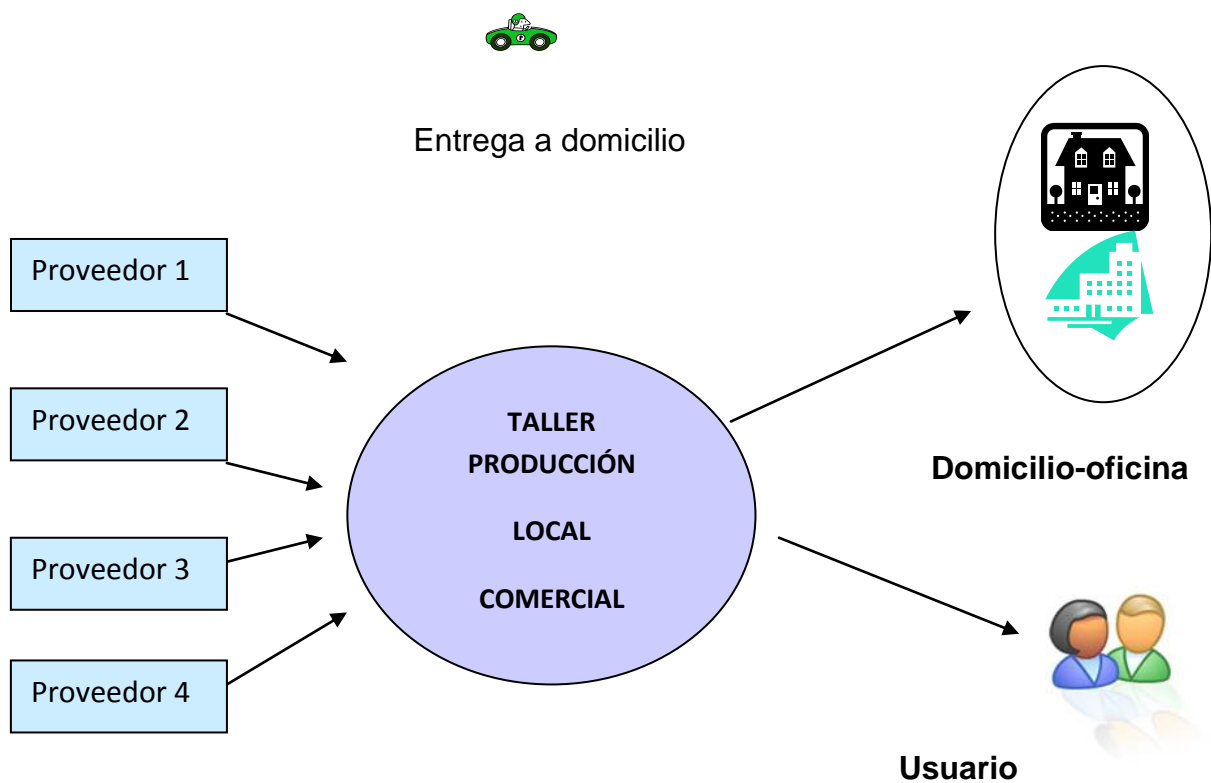 Entrega a domicilio
Proveedor 1
Proveedor 2
Proveedor 3
Proveedor 4
TALLER
PRODUCCIÓN
LOCAL
COMERCIAL
Domicilio-oficina
Usuario